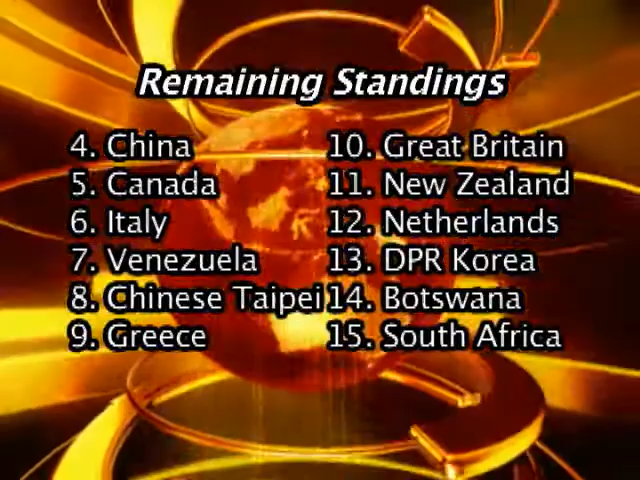 Remaining Standings
4. China
5. Canada
6. Italy
7. Venezuela
8. Chinese Taipei
9. Greece
10. Great Britain
11. New Zealand
12. Netherlands
13. DPR Korea
14. Botswana
15. South Africa